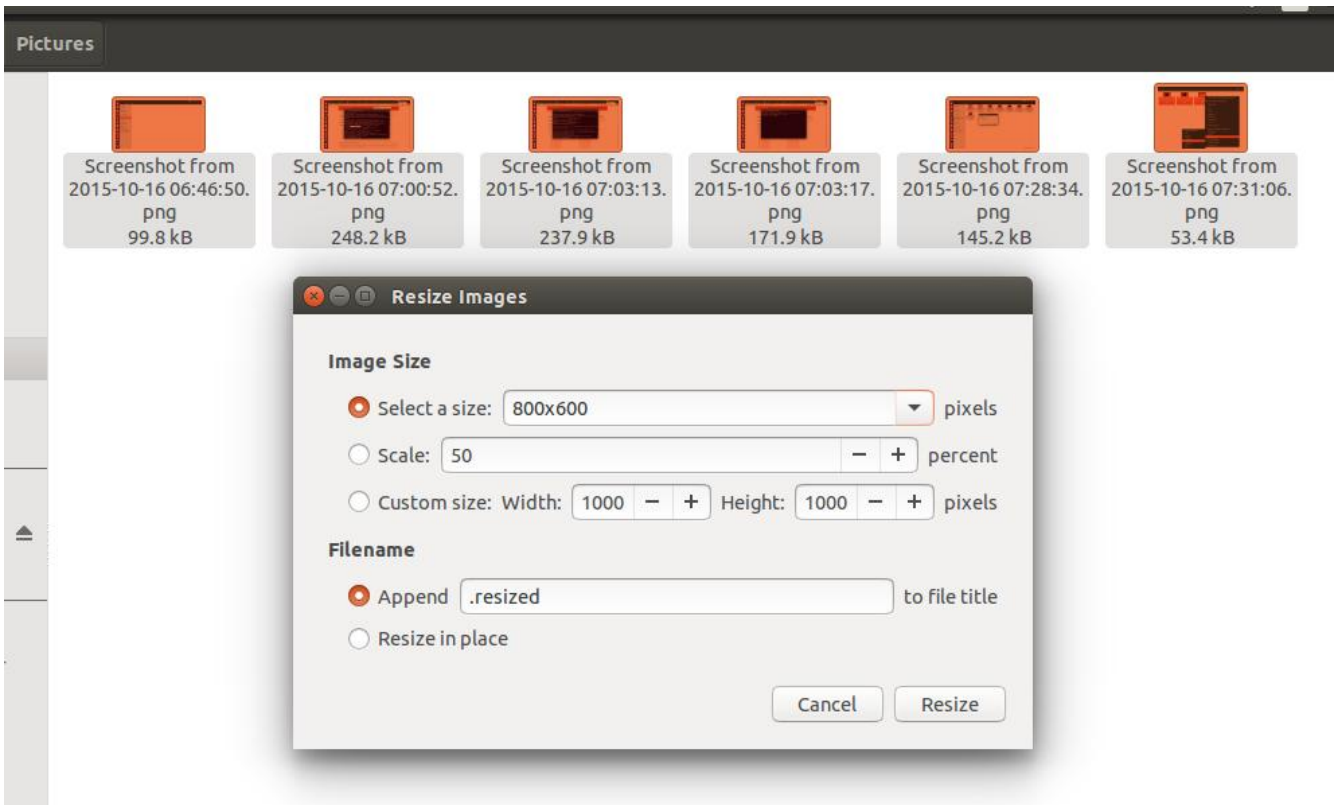 Pictures
Screenshot from Screenshot from Screenshot from Screenshot from Screenshot from Screenshot from
2015-10-16 06:46:50. 2015-10-16 07:00:52. 2015-10-16 07:03:13. 2015-10-16 07:03:17. 2015-10-16 07:28:34. 2015-10-16 07:31:06.
png png png png png png
99.8 kB 248.2 kB 237.9 kB 171.9 kB 145.2 kB 53.4 kB
Resize Images
Image Size
Select a size: 800x600 pixels
Scale: 50 − + percent
Custom size: Width: 1000 − + Height: 1000 − + pixels
Filename
Append .resized to file title
Resize in place
Cancel Resize